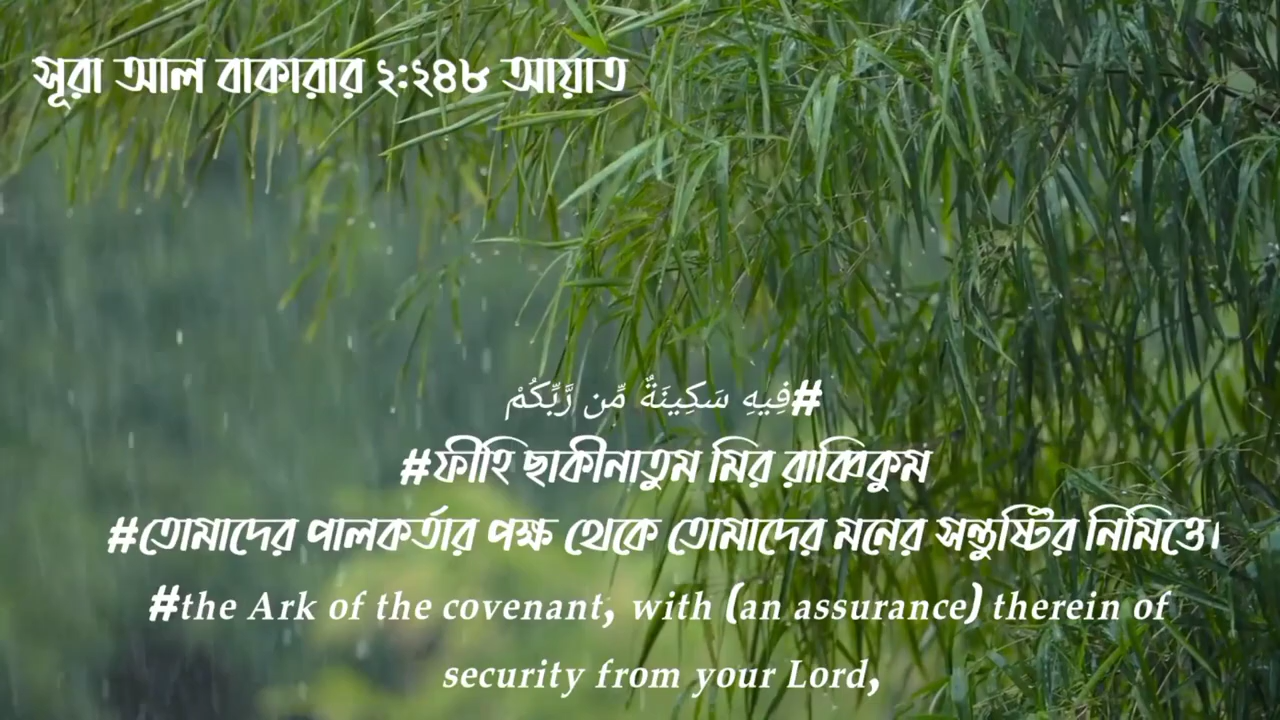 সূরা আল বাকারার ২:২৪৮ আয়াত
#فِيهِ سَكِينَةٌ مِّن رَّبِّكُمْ
#ফীহি ছাকীনাতুম মির রাব্বিকুম
#তোমাদের পালকর্তার পক্ষ থেকে তোমাদের মনের সন্তুষ্টির নিমিত্তে।
#the Ark of the covenant, with (an assurance) therein of
security from your Lord,